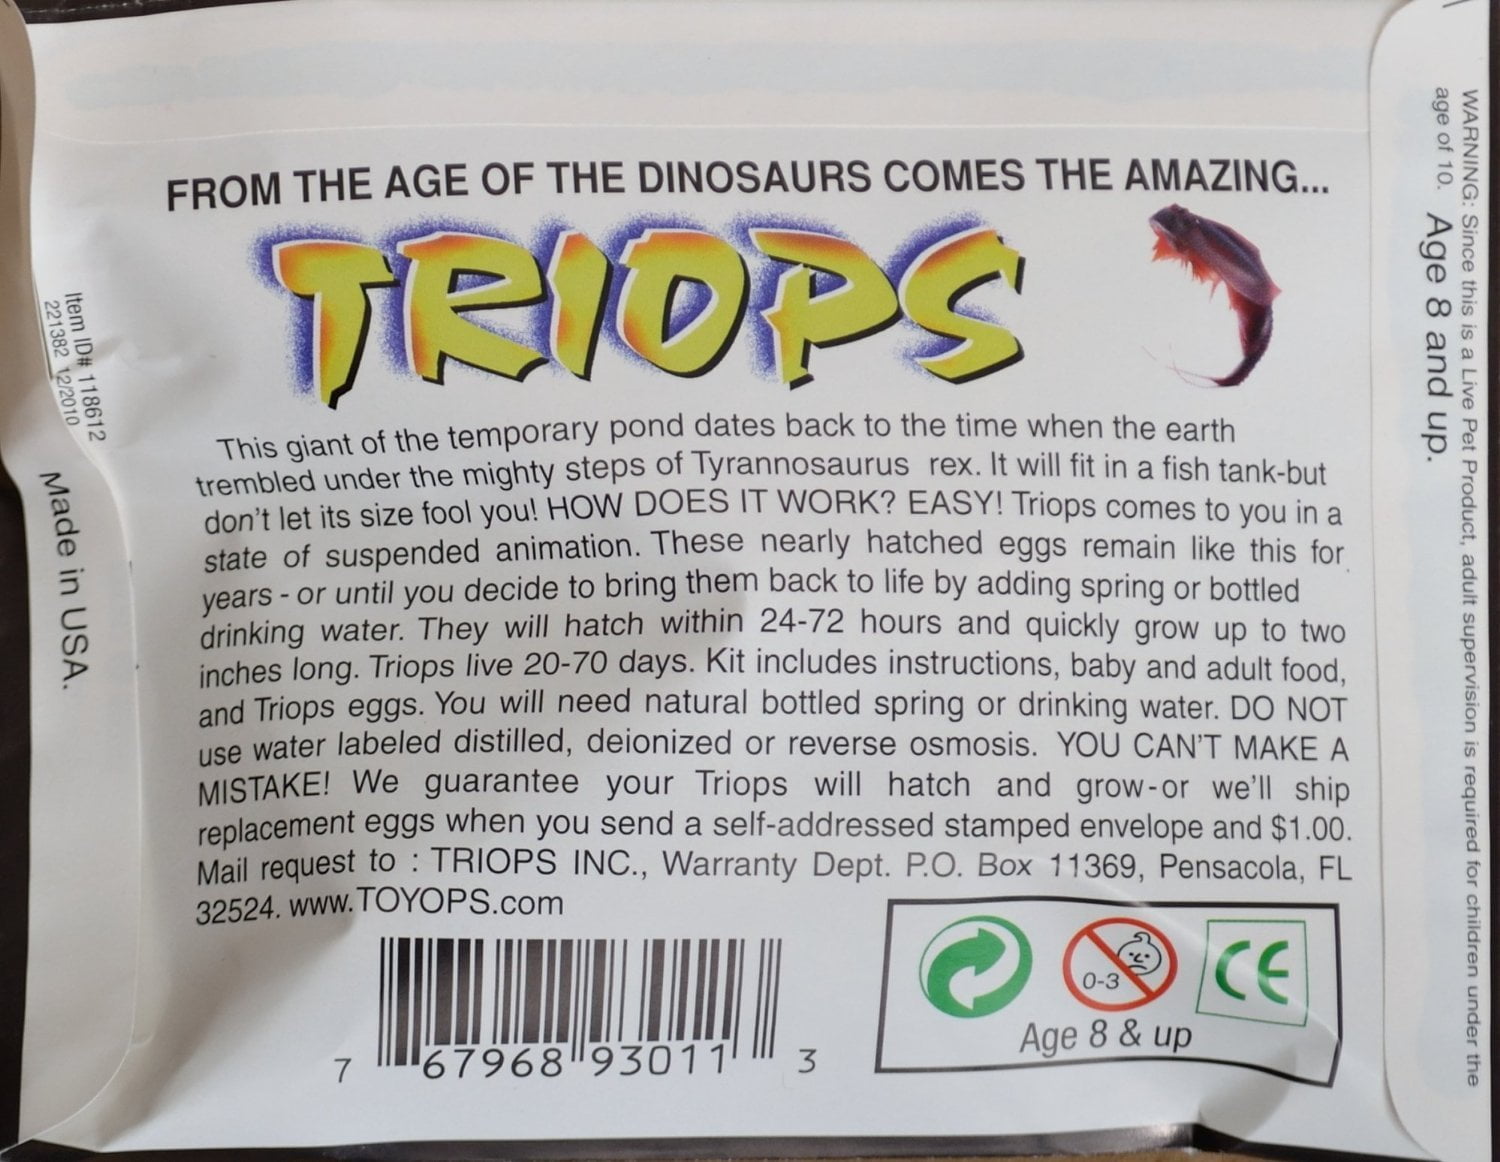 FROM THE AGE OF THE DINOSAURS COMES THE AMAZING...
TRIOPS
This giant of the temporary pond dates back to the time when the earth
trembled under the mighty steps of Tyrannosaurus rex. It will fit in a fish tank-but
don't let its size fool you! HOW DOES IT WORK? EASY! Triops comes to you in a
state of suspended animation. These nearly hatched eggs remain like this for
years - or until you decide to bring them back to life by adding spring or bottled
drinking water. They will hatch within 24-72 hours and quickly grow up to two
inches long. Triops live 20-70 days. Kit includes instructions, baby and adult food,
and Triops eggs. You will need natural bottled spring or drinking water. DO NOT
use water labeled distilled, deionized or reverse osmosis. YOU CAN'T MAKE A
MISTAKE! We guarantee your Triops will hatch and grow-or we'll ship
replacement eggs when you send a self-addressed stamped envelope and $1.00.
Mail request to : TRIOPS INC., Warranty Dept. P.O. Box 11369, Pensacola, FL
32524. www.TOYOPS.com
7 67968 93011 3
0-3
CE
Age 8 & up
Item ID# 118612
221382 12/2010
Made in USA.
WARNING: Since this is a Live Pet Product, adult supervision is required for children under the
age of 10. Age 8 and up.